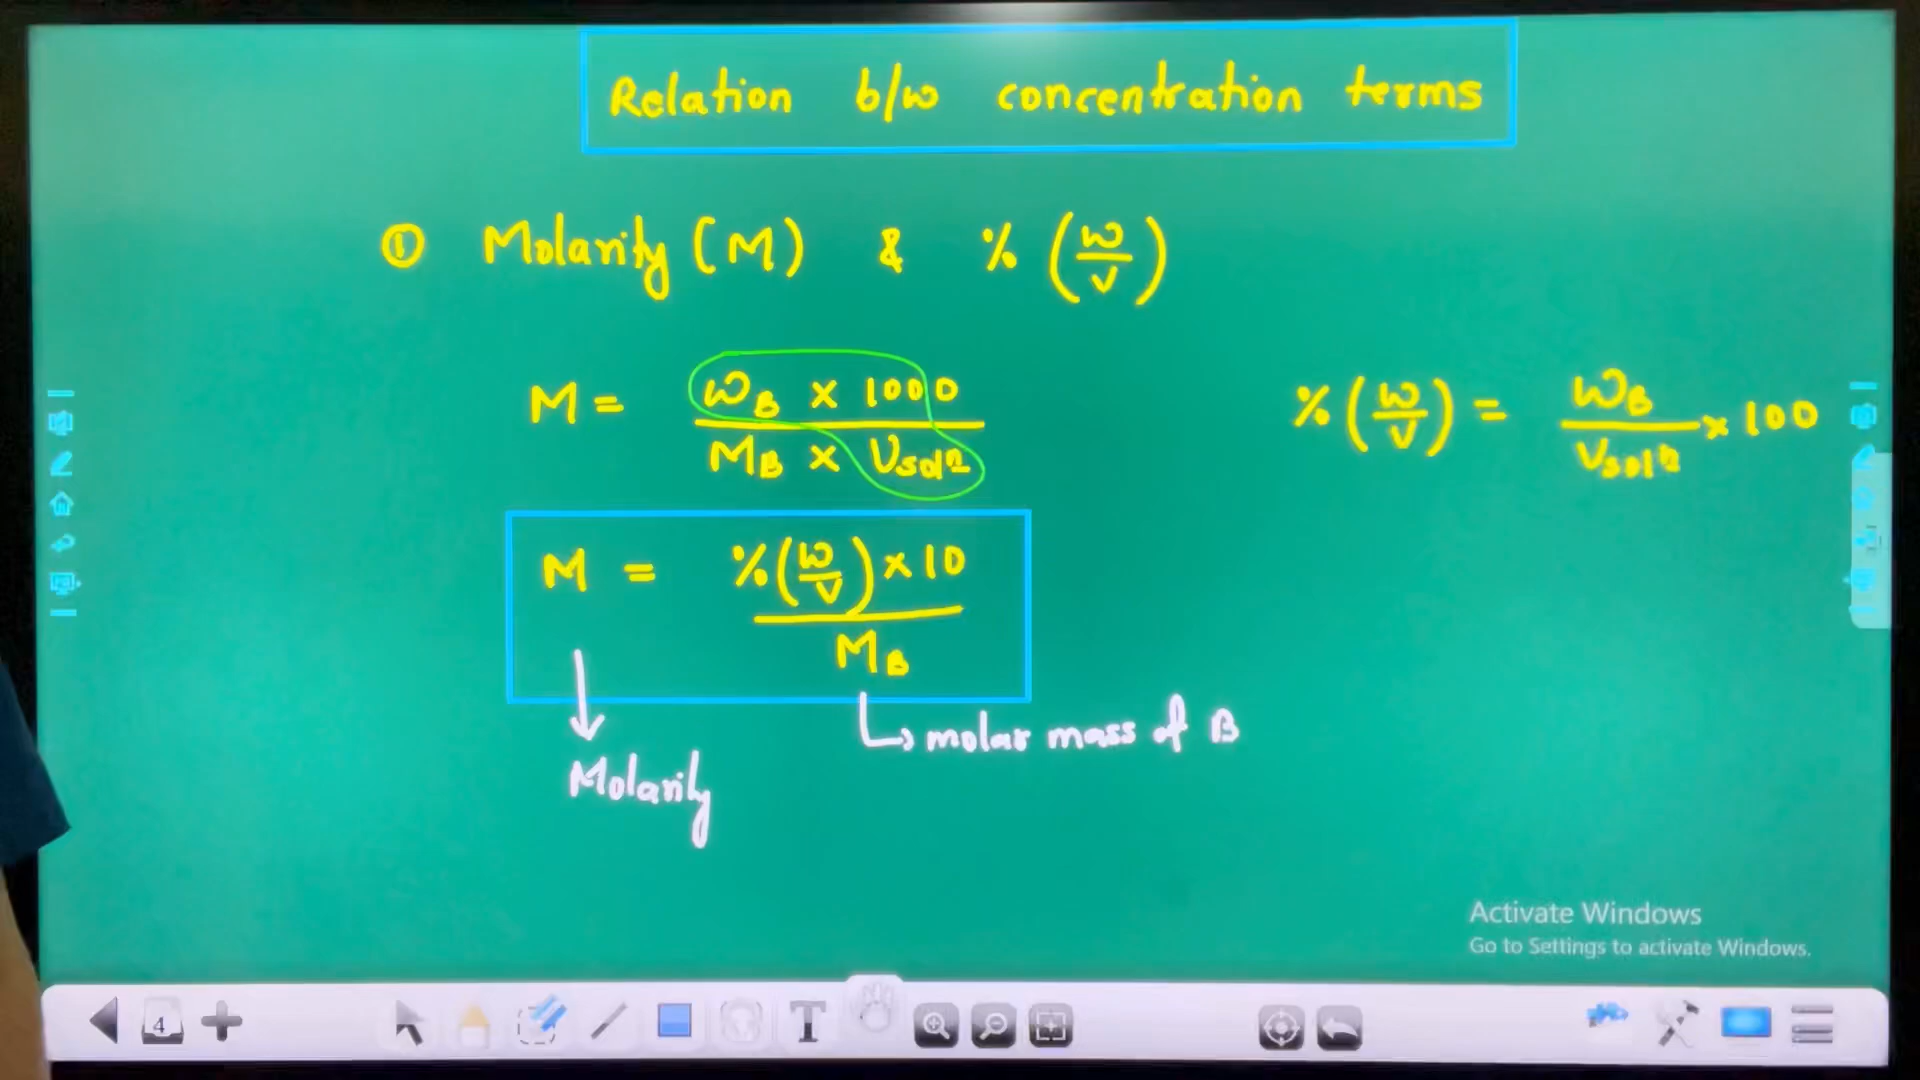 Relation b/w concentration terms
① Molarity (M) & % (w/v)
M = (w_B × 1000) / (M_B × V_solⁿ)
% (w/v) = w_B / V_solⁿ × 100
M = (% (w/v) × 10) / M_B
↳ molar mass of B
Molarity
Activate Windows
Go to Settings to activate Windows.
4
T